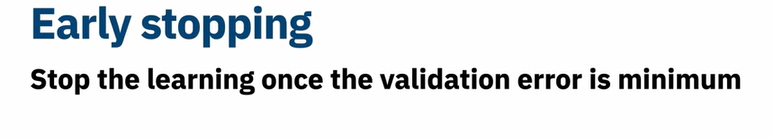 Early stopping
Stop the learning once the validation error is minimum